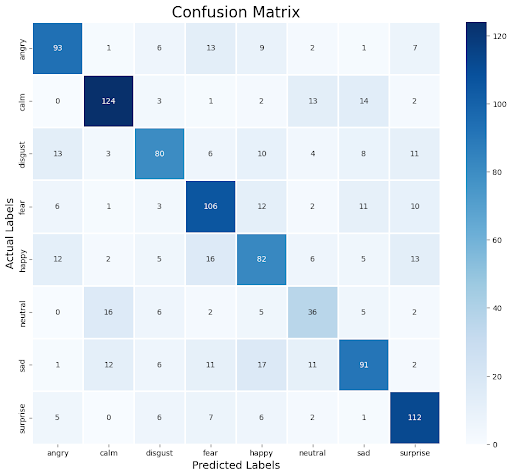 Confusion Matrix
angry 93 1 6 13 9 2 1 7
calm 0 124 3 1 2 13 14 2
disgust 13 3 80 6 10 4 8 11
fear 6 1 3 106 12 2 11 10
happy 12 2 5 16 82 6 5 13
neutral 0 16 6 2 5 36 5 2
sad 1 12 6 11 17 11 91 2
surprise 5 0 6 7 6 2 1 112
angry calm disgust fear happy neutral sad surprise
Predicted Labels
Actual Labels
120
100
80
60
40
20
0